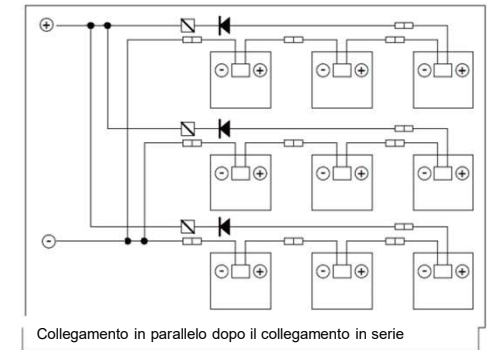 +
- + - + - +
- + - + - +
-
- + - + - +
Collegamento in parallelo dopo il collegamento in serie